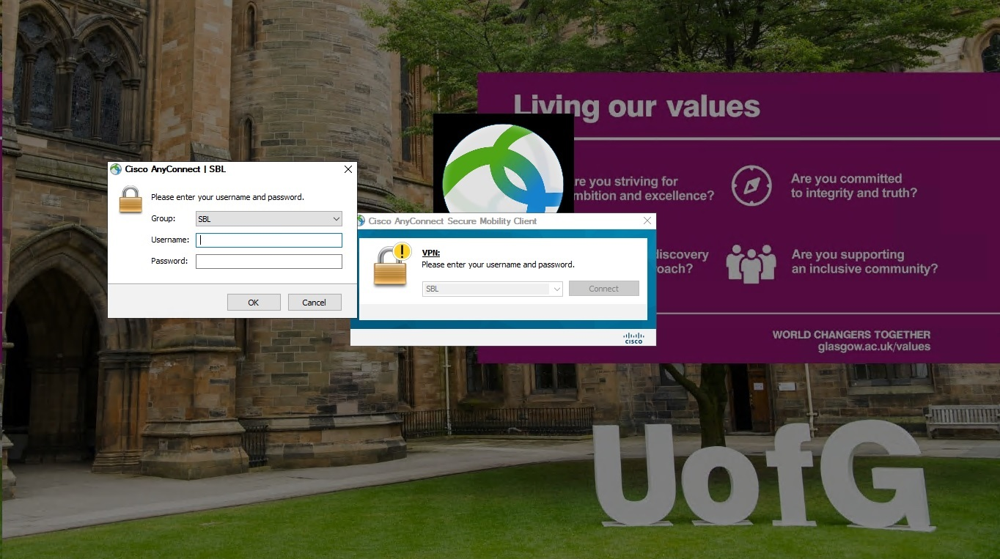 Living our values
Cisco AnyConnect | SBL
Please enter your username and password.
Group:
SBL
Username:
Password:
OK
Cancel
Cisco AnyConnect Secure Mobility Client
VPN:
Please enter your username and password.
SBL
Connect
CISCO
you striving for
and excellence?
Are you committed
to integrity and truth?
discovery
Are you supporting
an inclusive community?
WORLD CHANGERS TOGETHER
glasgow.ac.uk/values
UofG